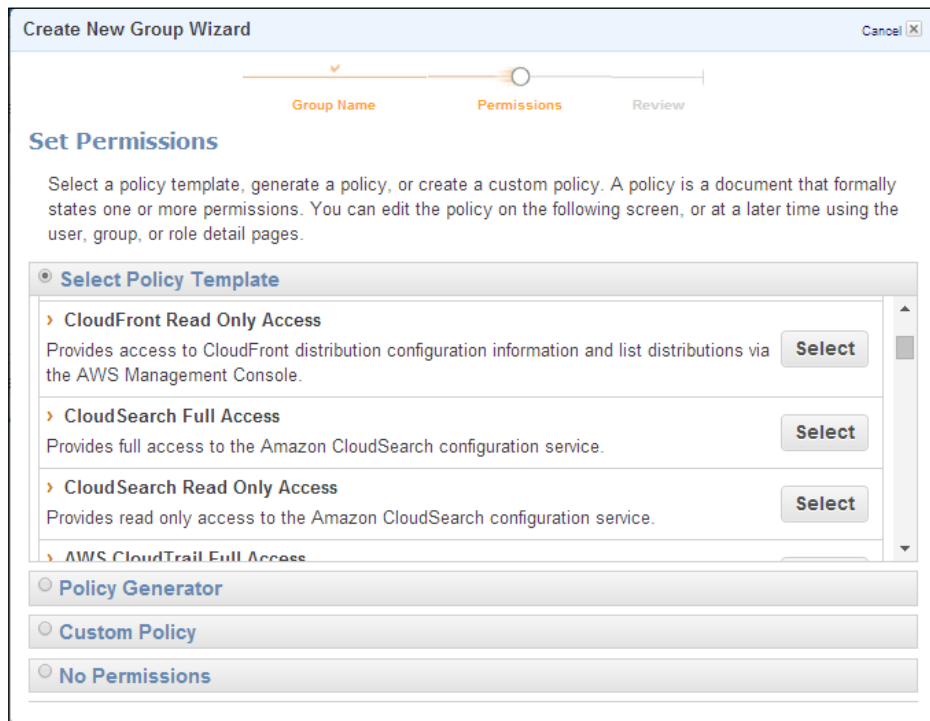 Create New Group Wizard
Cancel
Group Name
Permissions
Review
Set Permissions
Select a policy template, generate a policy, or create a custom policy. A policy is a document that formally
states one or more permissions. You can edit the policy on the following screen, or at a later time using the
user, group, or role detail pages.
Select Policy Template
CloudFront Read Only Access
Provides access to CloudFront distribution configuration information and list distributions via
the AWS Management Console.
Select
CloudSearch Full Access
Provides full access to the Amazon CloudSearch configuration service.
Select
CloudSearch Read Only Access
Provides read only access to the Amazon CloudSearch configuration service.
Select
AWS CloudTrail Full Access
Policy Generator
Custom Policy
No Permissions